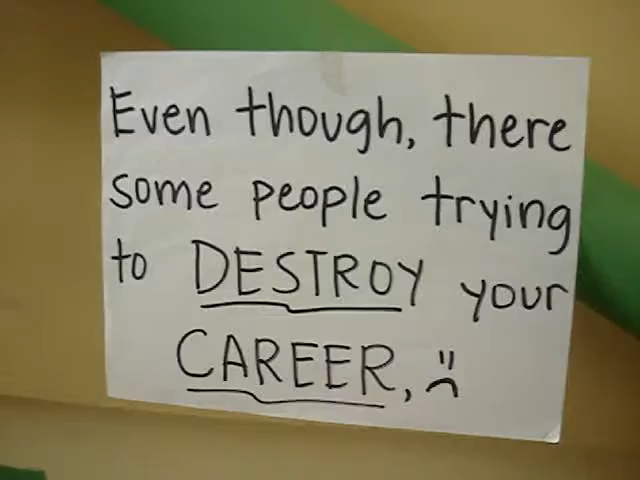 Even though, there
some people trying
to DESTROY your
CAREER, :(